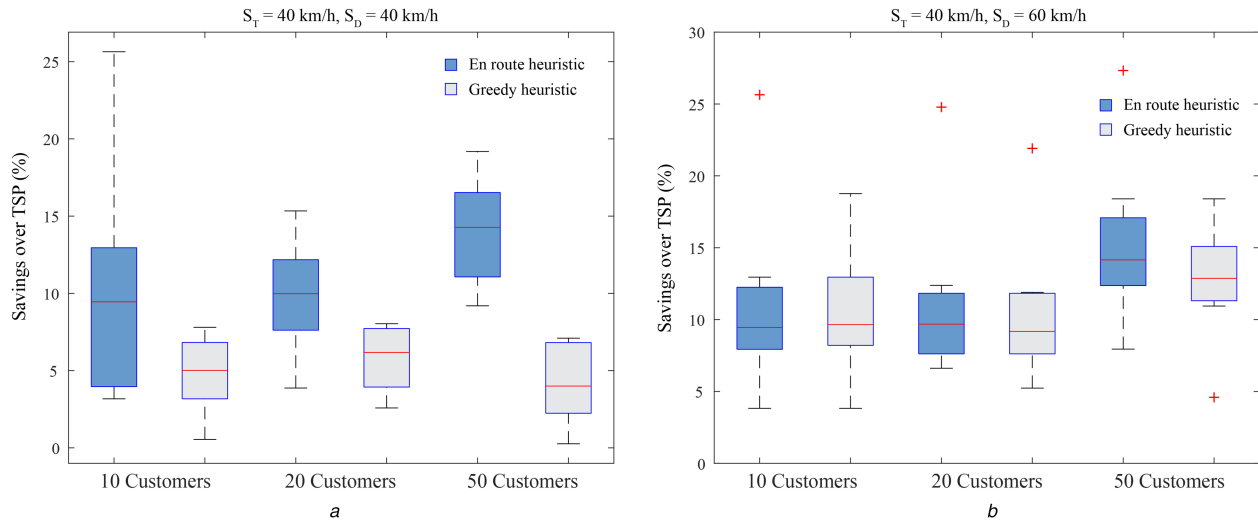 S_T = 40 km/h, S_D = 40 km/h
Savings over TSP (%)
25
20
15
10
5
0
En route heuristic
Greedy heuristic
10 Customers
20 Customers
50 Customers
a
S_T = 40 km/h, S_D = 60 km/h
Savings over TSP (%)
30
25
20
15
10
5
0
En route heuristic
Greedy heuristic
10 Customers
20 Customers
50 Customers
b